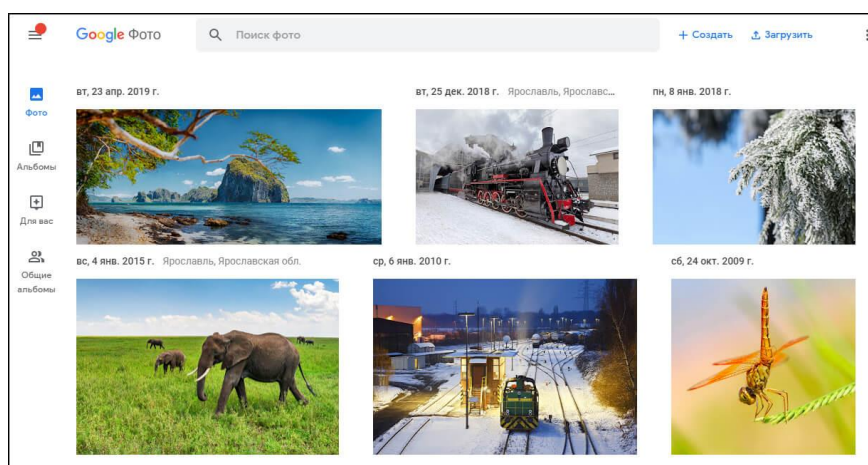 Google Фото
Поиск фото
+ Создать
Загрузить
Фото
Альбомы
Для вас
Общие
альбомы
вт, 23 апр. 2019 г.
вт, 25 дек. 2018 г. Ярославль, Ярославс...
пн, 8 янв. 2018 г.
вс, 4 янв. 2015 г. Ярославль, Ярославская обл.
ср, 6 янв. 2010 г.
сб, 24 окт. 2009 г.